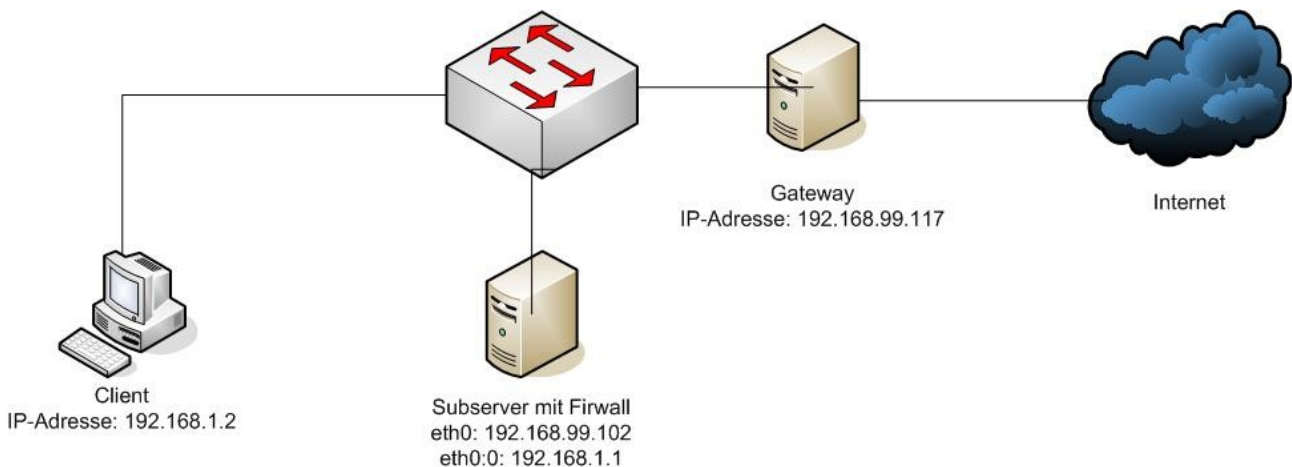 Gateway
IP-Adresse: 192.168.99.117
Internet
Client
IP-Adresse: 192.168.1.2
Subserver mit Firwall
eth0: 192.168.99.102
eth0:0: 192.168.1.1